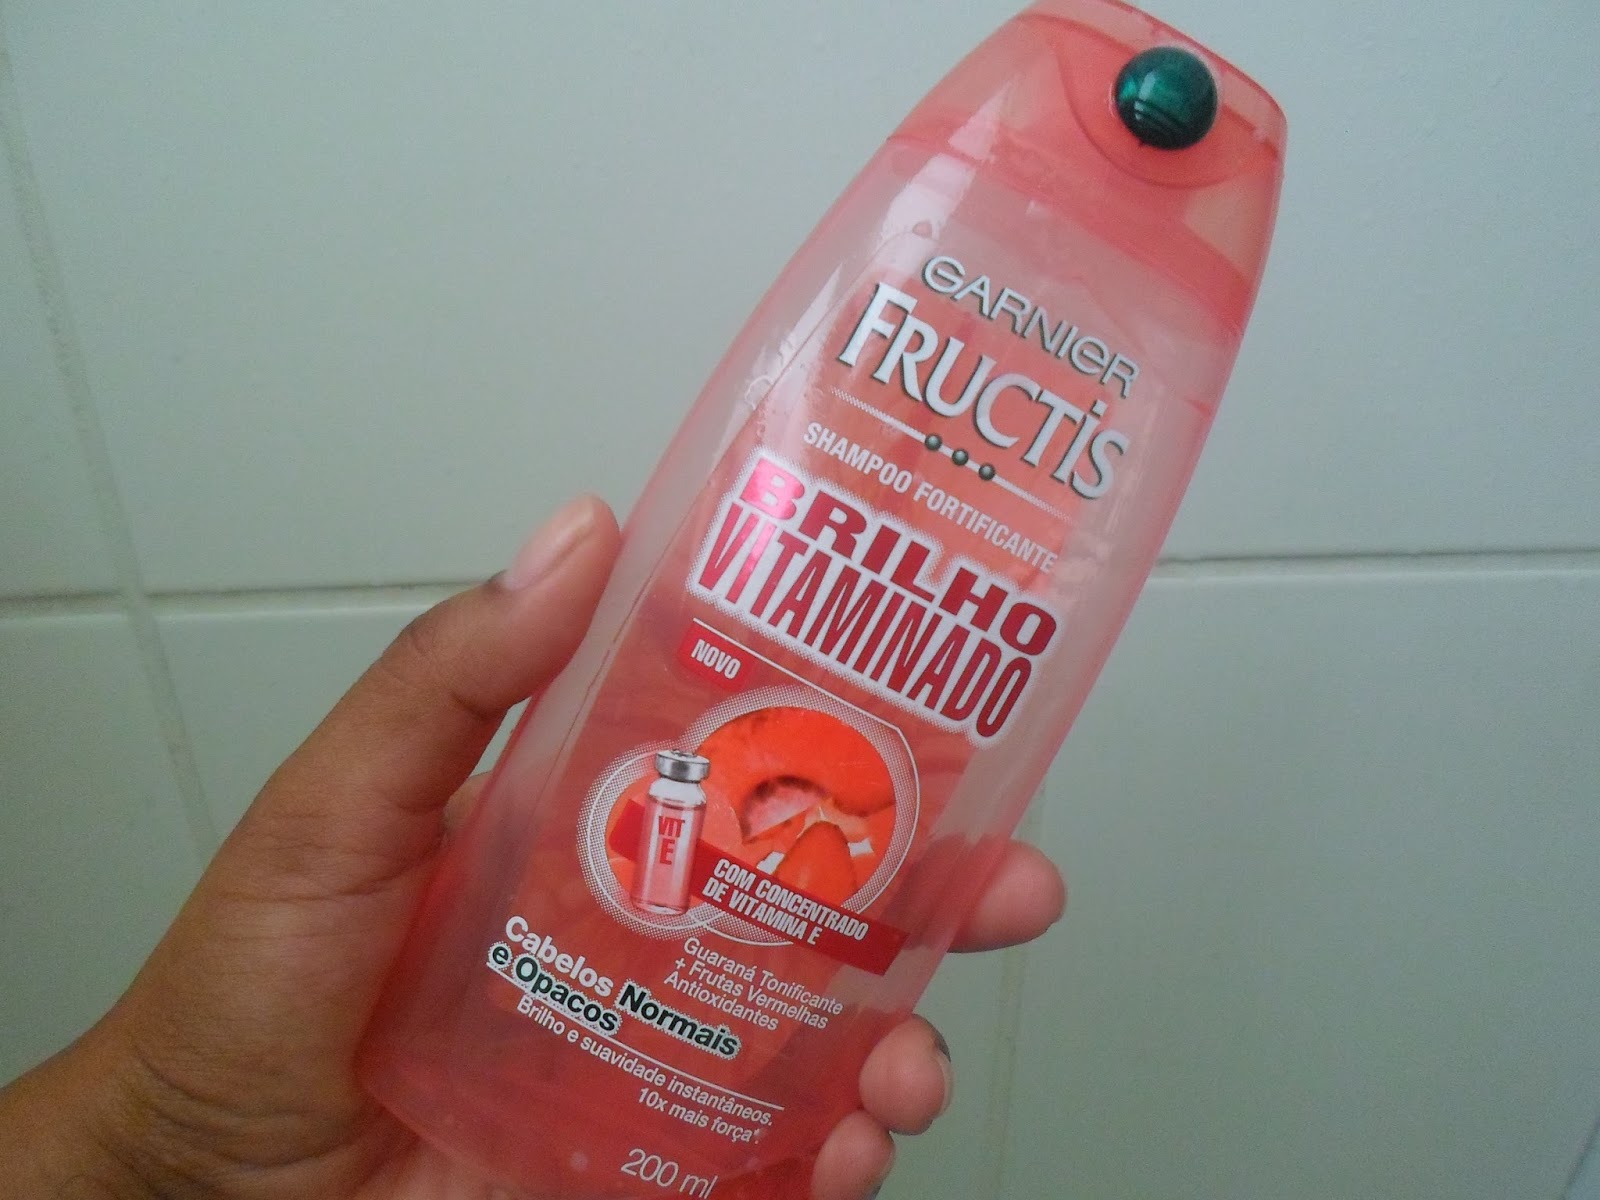 GARNIER
FRUCTIS
SHAMPOO FORTIFICANTE
BRILHO
VITAMINADO
NOVO
VIT
E
COM CONCENTRADO
DE VITAMINA E
Guaraná Tonificante
+ Frutas Vermelhas
Antioxidantes
Cabelos Normais
e Opacos
Brilho e suavidade instantâneos.
10x mais força*.
200 ml